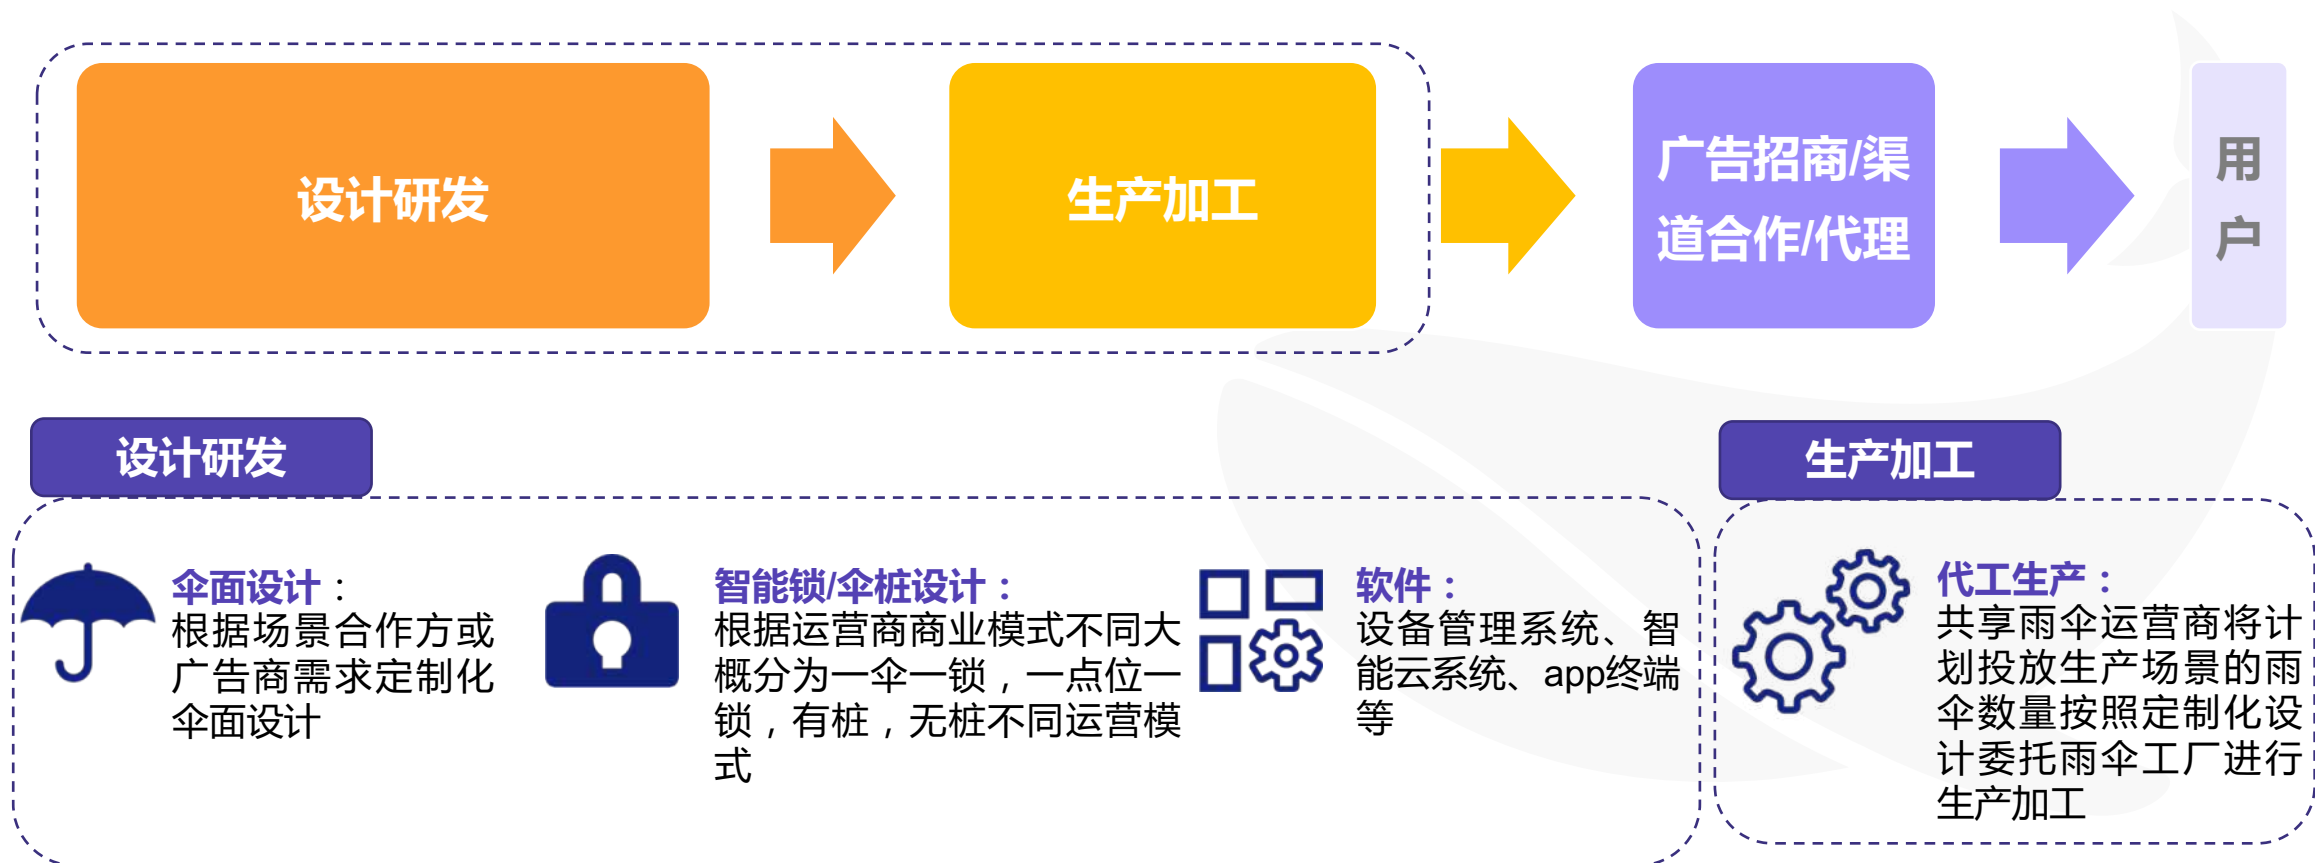 设计研发
生产加工
广告招商/渠
道合作/代理
用
户
设计研发
伞面设计：
根据场景合作方或
广告商需求定制化
伞面设计
智能锁/伞桩设计：
根据运营商商业模式不同大
概分为一伞一锁，一点位一
锁，有桩，无桩不同运营模
式
软件：
设备管理系统、智
能云系统、app终端
等
生产加工
代工生产：
共享雨伞运营商将计
划投放生产场景的雨
伞数量按照定制化设
计委托雨伞工厂进行
生产加工